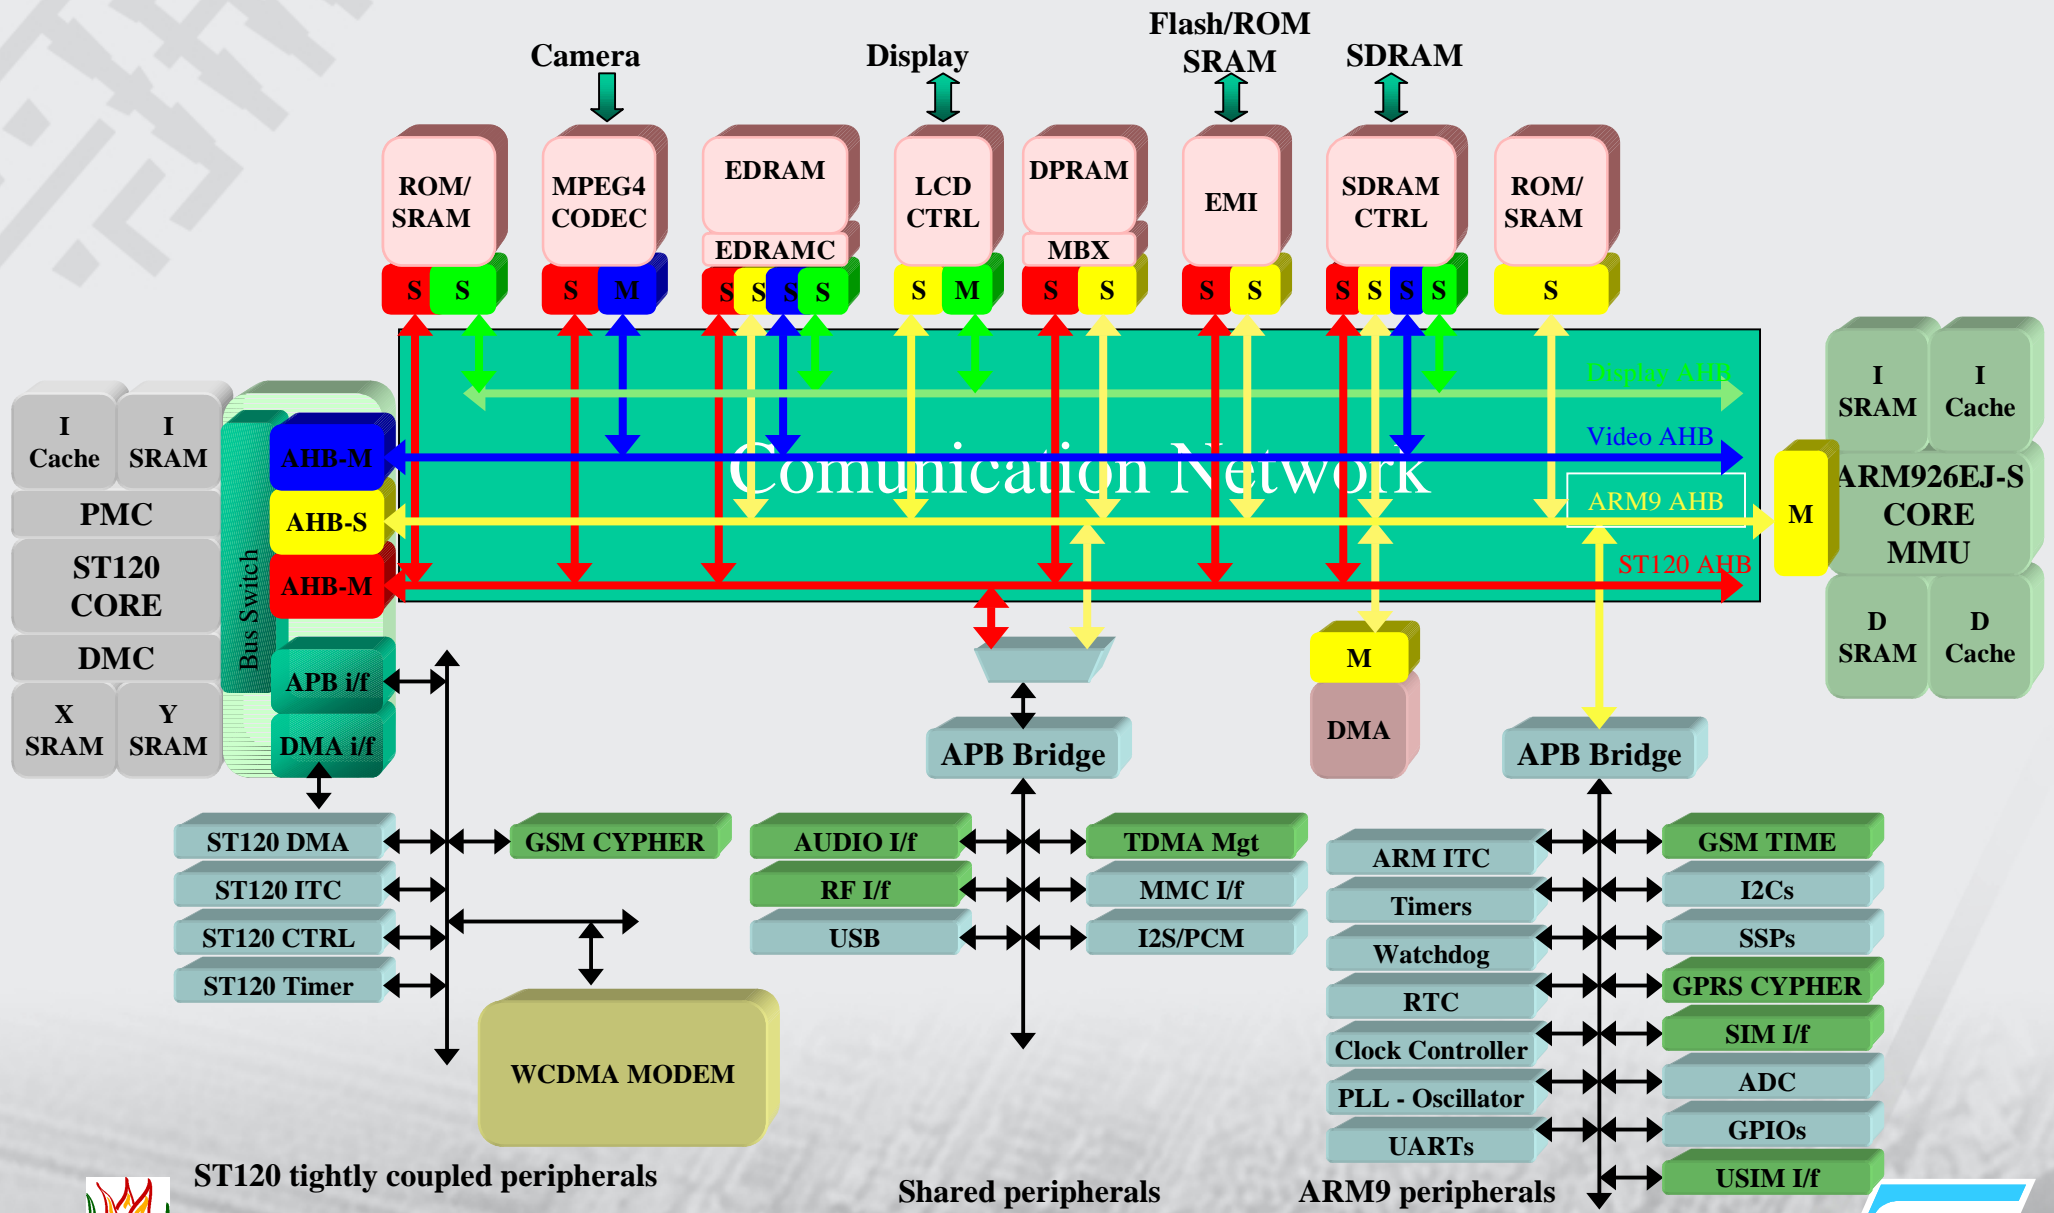 Camera
Display
Flash/ROM
SRAM
SDRAM
ROM/
SRAM
MPEG4
CODEC
EDRAM
EDRAMC
LCD
CTRL
DPRAM
MBX
EMI
SDRAM
CTRL
ROM/
SRAM
S S
S M
S S S S
S M
S S
S S
S S S S
S
Display AHB
Video AHB
Comunication Network
ARM9 AHB
ST120 AHB
I
Cache
I
SRAM
PMC
ST120
CORE
DMC
X
SRAM
Y
SRAM
Bus Switch
AHB-M
AHB-S
AHB-M
APB i/f
DMA i/f
M
I
SRAM
I
Cache
ARM926EJ-S
CORE
MMU
D
SRAM
D
Cache
M
DMA
APB Bridge
APB Bridge
ST120 DMA
ST120 ITC
ST120 CTRL
ST120 Timer
GSM CYPHER
WCDMA MODEM
ST120 tightly coupled peripherals
AUDIO I/f
RF I/f
USB
TDMA Mgt
MMC I/f
I2S/PCM
Shared peripherals
ARM ITC
Timers
Watchdog
RTC
Clock Controller
PLL - Oscillator
UARTs
GSM TIME
I2Cs
SSPs
GPRS CYPHER
SIM I/f
ADC
GPIOs
USIM I/f
ARM9 peripherals